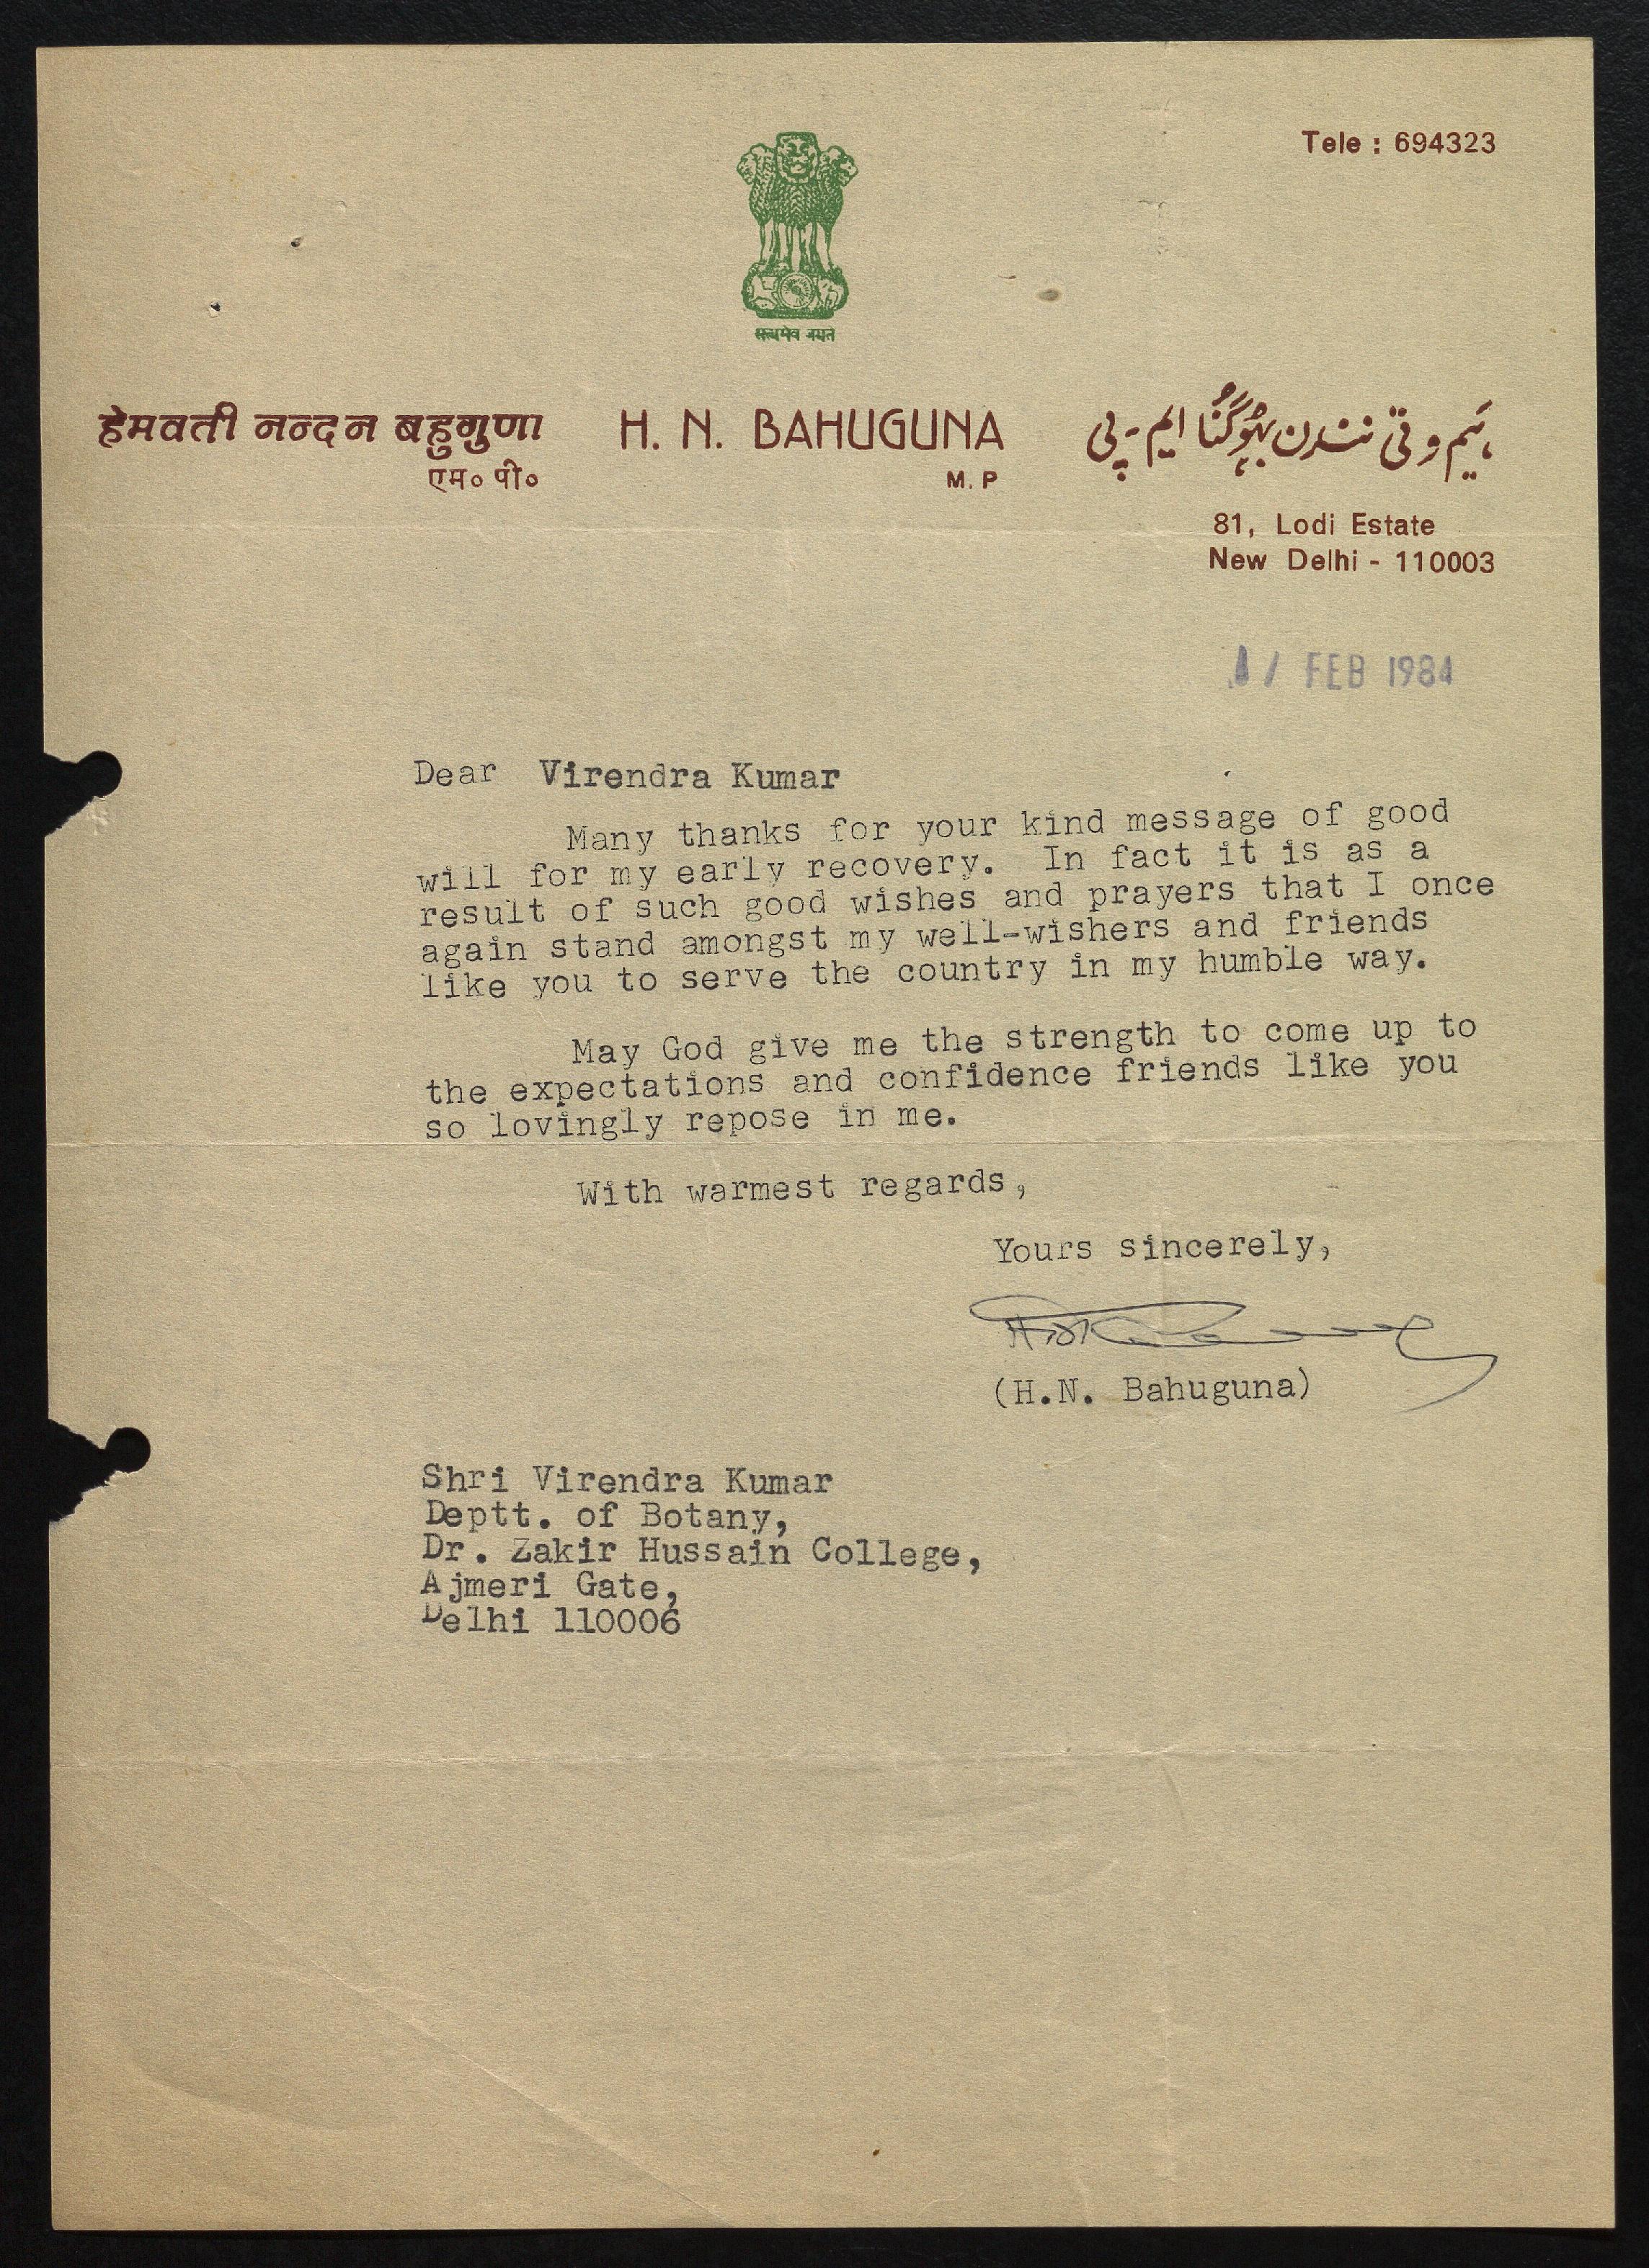 Tele : 694323
सत्यमेव जयते
हेमवती नन्दन बहुगुणा
एम० पी०
H. N. BAHUGUNA
M. P
ہیم وتی نندن بہوگنا ایم۔پی
81, Lodi Estate
New Delhi - 110003
FEB 1984
Dear Virendra Kumar
Many thanks for your kind message of good
will for my early recovery. In fact it is as a
result of such good wishes and prayers that I once
again stand amongst my well-wishers and friends
like you to serve the country in my humble way.
May God give me the strength to come up to
the expectations and confidence friends like you
so lovingly repose in me.
With warmest regards,
Yours sincerely,
(H.N. Bahuguna)
Shri Virendra Kumar
Deptt. of Botany,
Dr. Zakir Hussain College,
Ajmeri Gate,
Delhi 110006